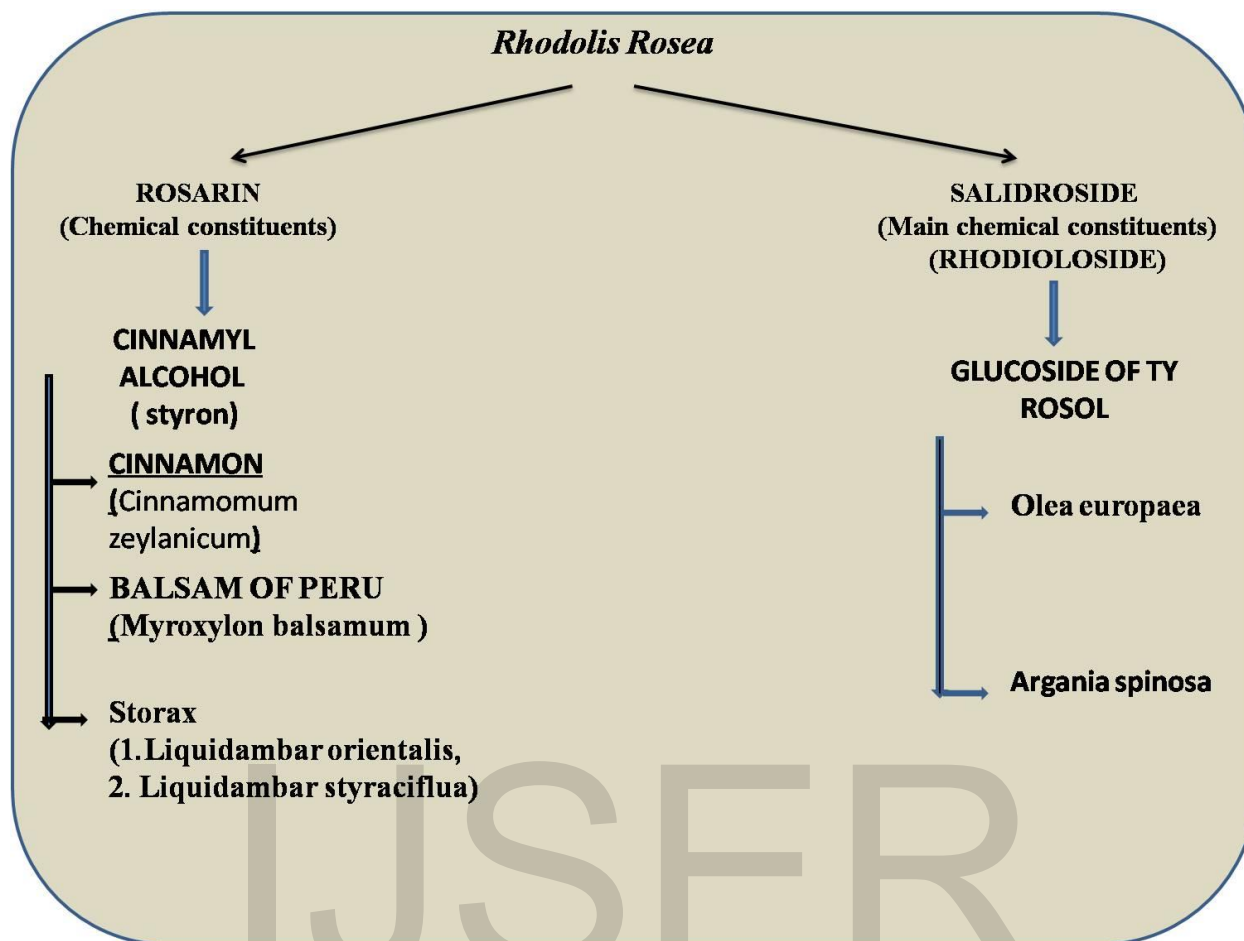 Rhodolis Rosea
ROSARIN
(Chemical constituents)
CINNAMYL
ALCOHOL
( styron)
CINNAMON
(Cinnamomum
zeylanicum)
BALSAM OF PERU
(Myroxylon balsamum )
Storax
(1.Liquidambar orientalis,
2. Liquidambar styraciflua)
SALIDROSIDE
(Main chemical constituents)
(RHODIOLOSIDE)
GLUCOSIDE OF TY
ROSOL
Olea europaea
Argania spinosa
IJSER